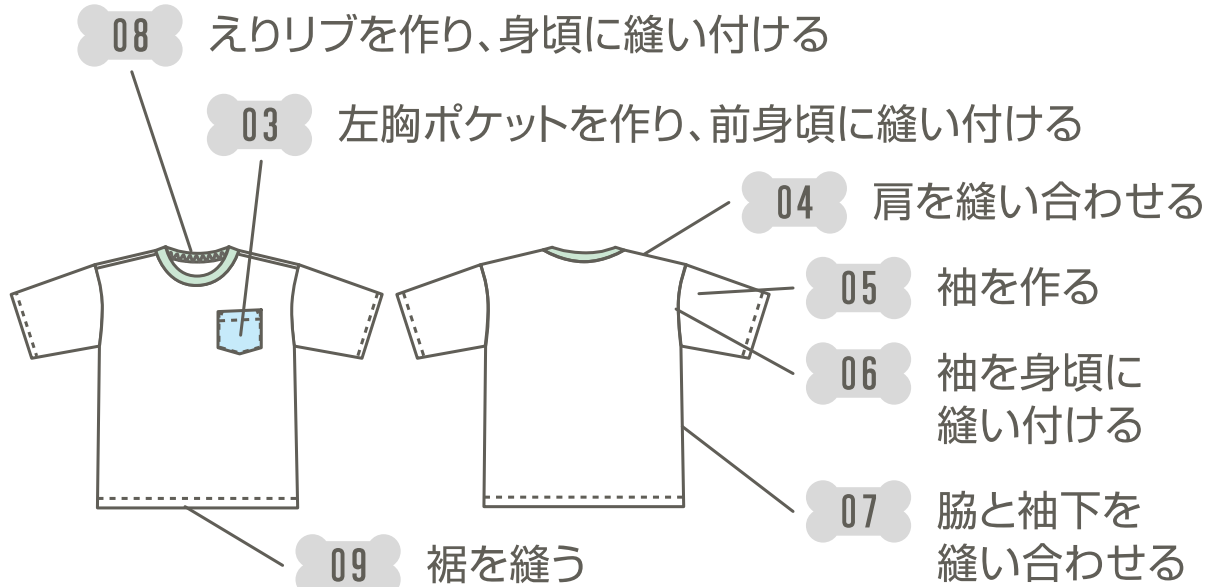 08 えりリブを作り、身頃に縫い付ける
03 左胸ポケットを作り、前身頃に縫い付ける
04 肩を縫い合わせる
05 袖を作る
06 袖を身頃に
縫い付ける
07 脇と袖下を
縫い合わせる
09 裾を縫う